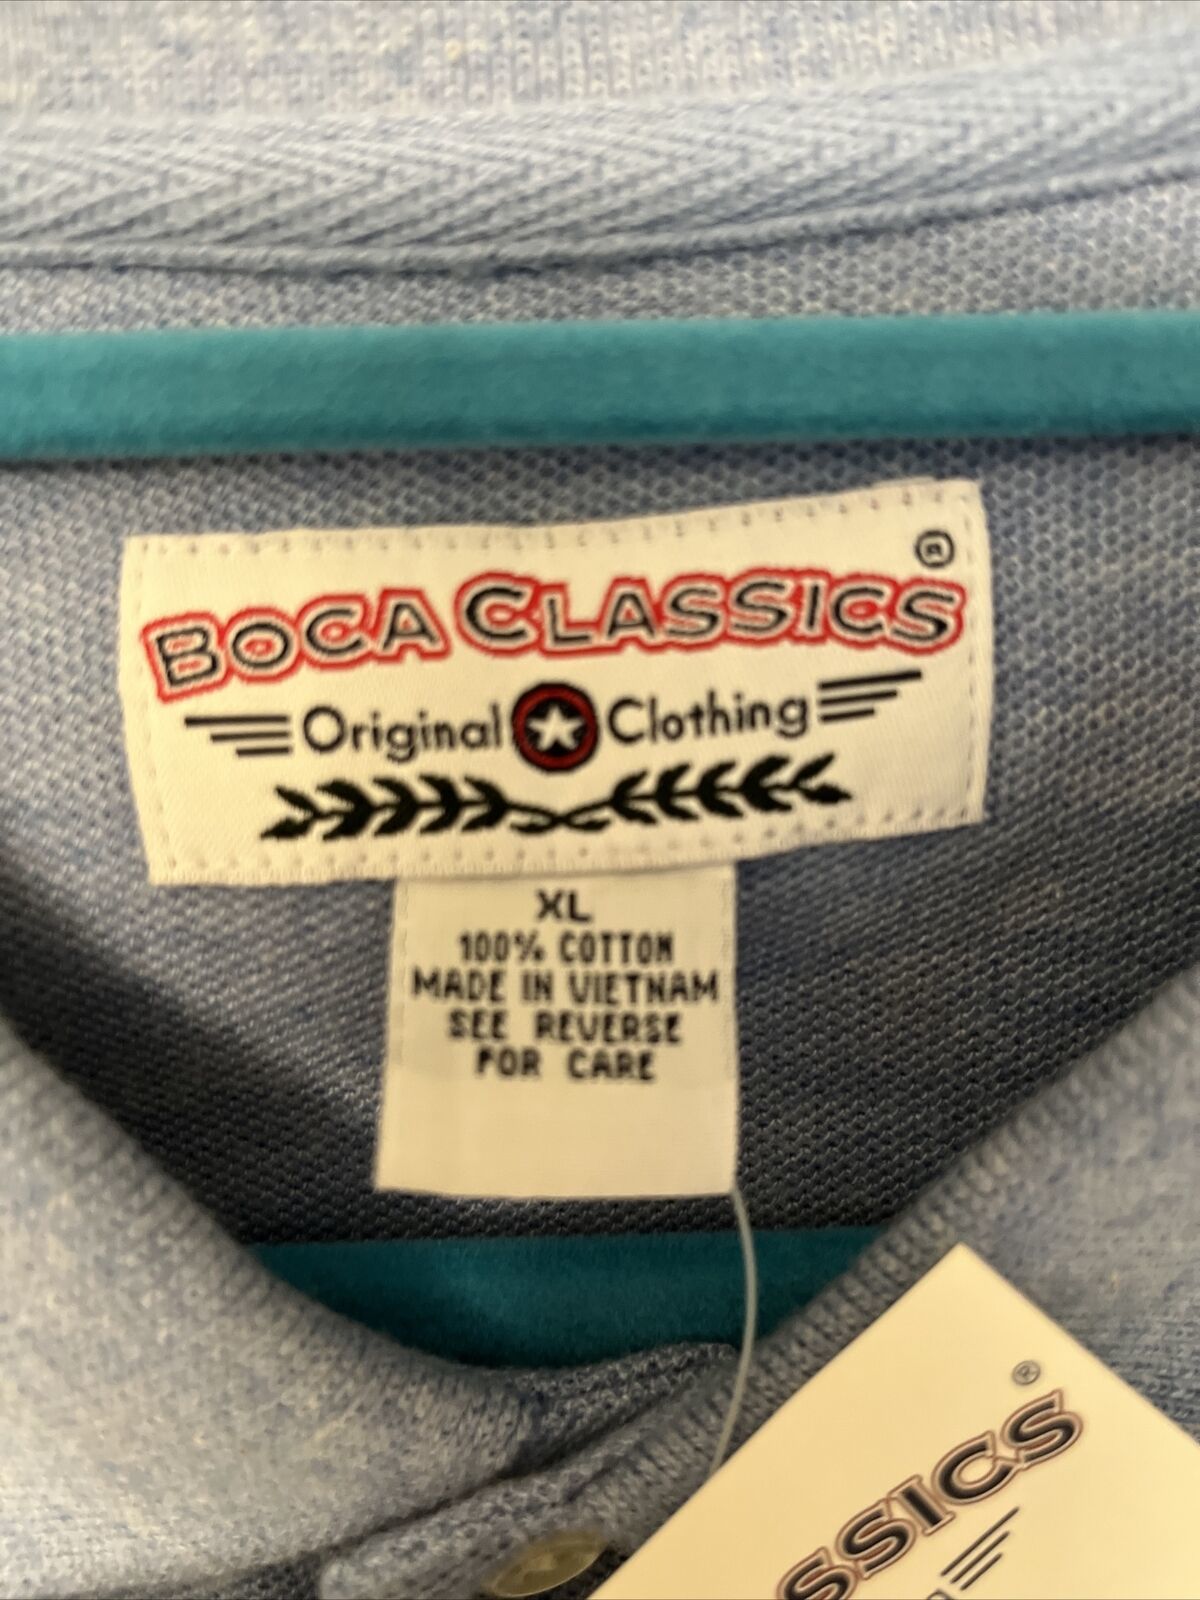 BOCA CLASSICS ®
Original Clothing
XL
100% COTTON
MADE IN VIETNAM
SEE REVERSE
FOR CARE
SSICS ®